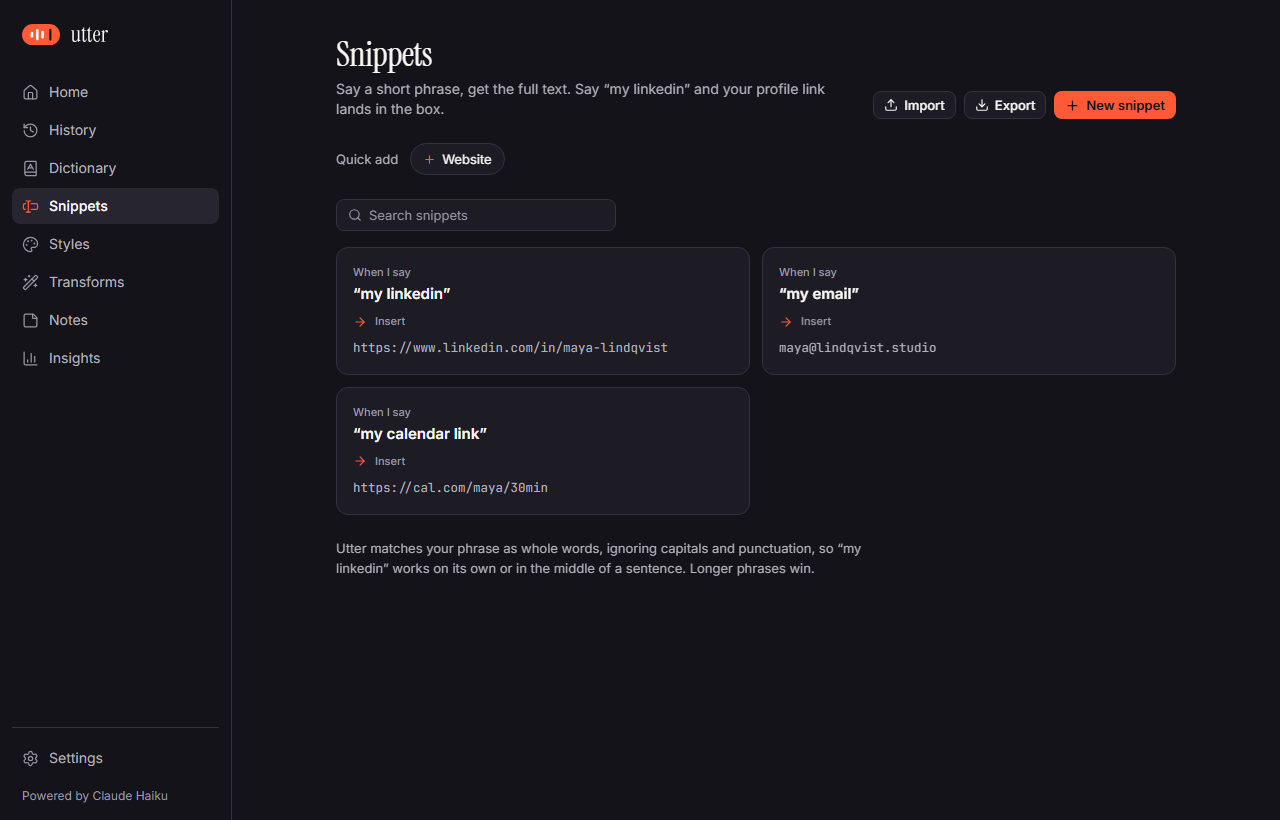 utter
Home
History
Dictionary
Snippets
Styles
Transforms
Notes
Insights
Settings
Powered by Claude Haiku
Snippets
Say a short phrase, get the full text. Say “my linkedin” and your profile link
lands in the box.
Import
Export
New snippet
Quick add
Website
Search snippets
When I say
“my linkedin”
Insert
https://www.linkedin.com/in/maya-lindqvist
When I say
“my email”
Insert
maya@lindqvist.studio
When I say
“my calendar link”
Insert
https://cal.com/maya/30min
Utter matches your phrase as whole words, ignoring capitals and punctuation, so “my
linkedin” works on its own or in the middle of a sentence. Longer phrases win.